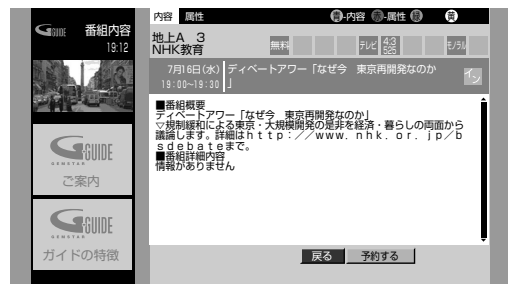 GUIDE 番組内容
19:12
内容 属性 青-内容 赤-属性 緑 黄
地上A 3
NHK教育
無料 テレビ 4:3 525 モノラル
7月16日(水) ディベートアワー「なぜ今 東京再開発なのか
19:00~19:30 」
イン
■番組概要
ディベートアワー「なぜ今 東京再開発なのか」
▽規制緩和による東京・大規模開発の是非を経済・暮らしの両面から
議論します。詳細はhttp://www.nhk.or.jp/b
sdebateまで。
■番組詳細内容
情報がありません
GUIDE
GEMSTAR
ご案内
GUIDE
GEMSTAR
ガイドの特徴
戻る 予約する